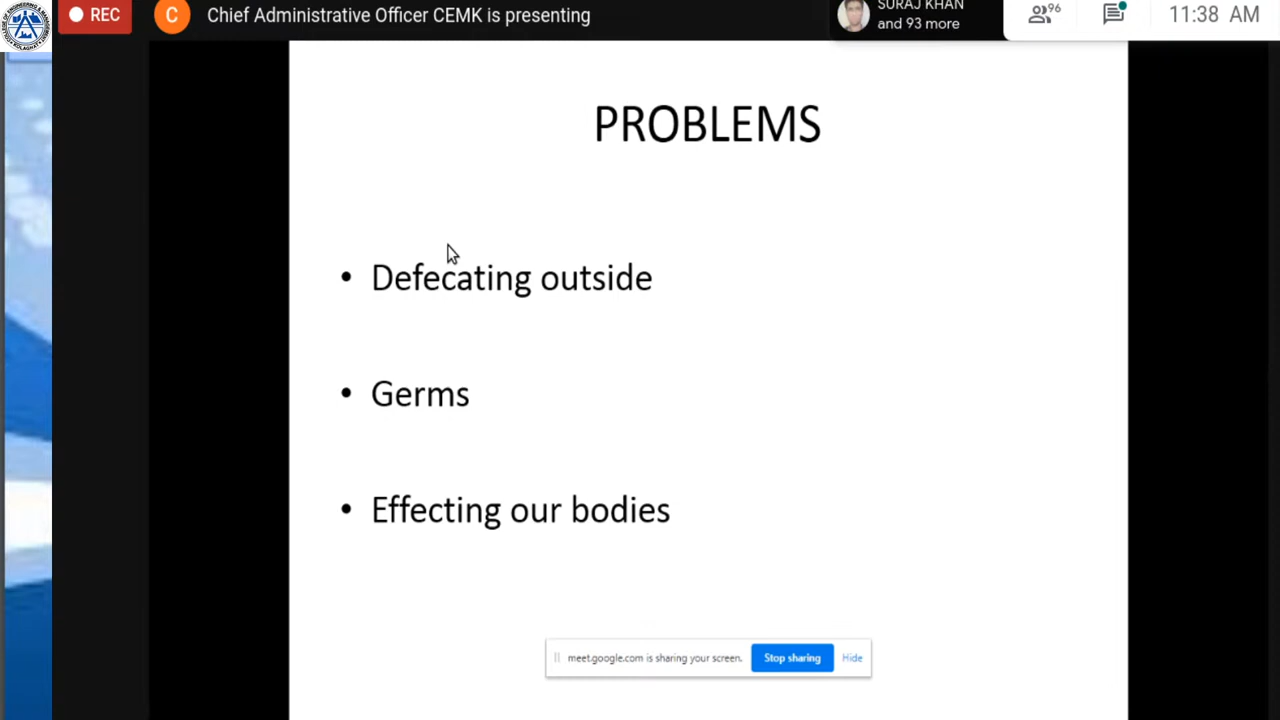 REC
C
Chief Administrative Officer CEMK is presenting
SURAJ KHAN
and 93 more
96
11:38 AM
PROBLEMS
• Defecating outside
• Germs
• Effecting our bodies
meet.google.com is sharing your screen.
Stop sharing
Hide